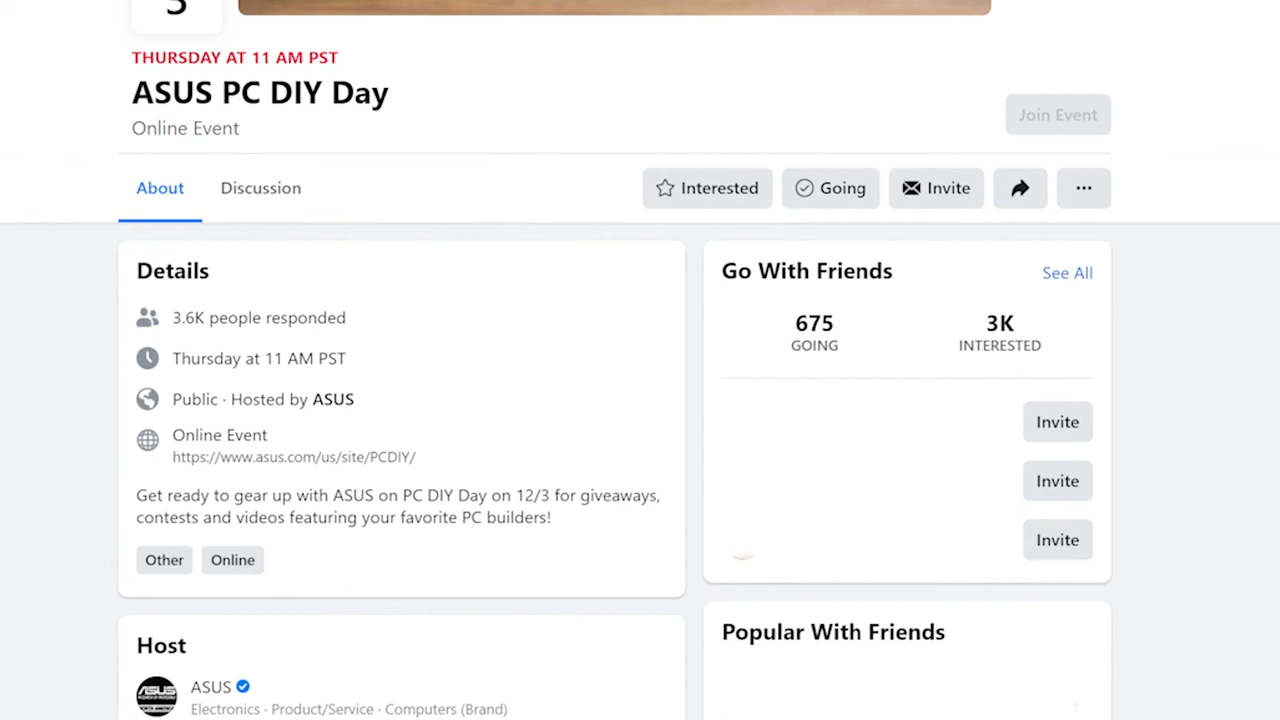 3
THURSDAY AT 11 AM PST
ASUS PC DIY Day
Online Event
Join Event
About
Discussion
Interested
Going
Invite
Details
3.6K people responded
Thursday at 11 AM PST
Public · Hosted by ASUS
Online Event
https://www.asus.com/us/site/PCDIY/
Get ready to gear up with ASUS on PC DIY Day on 12/3 for giveaways,
contests and videos featuring your favorite PC builders!
Other
Online
Go With Friends
See All
675
GOING
3K
INTERESTED
Invite
Invite
Invite
Host
ASUS
Electronics · Product/Service · Computers (Brand)
Popular With Friends